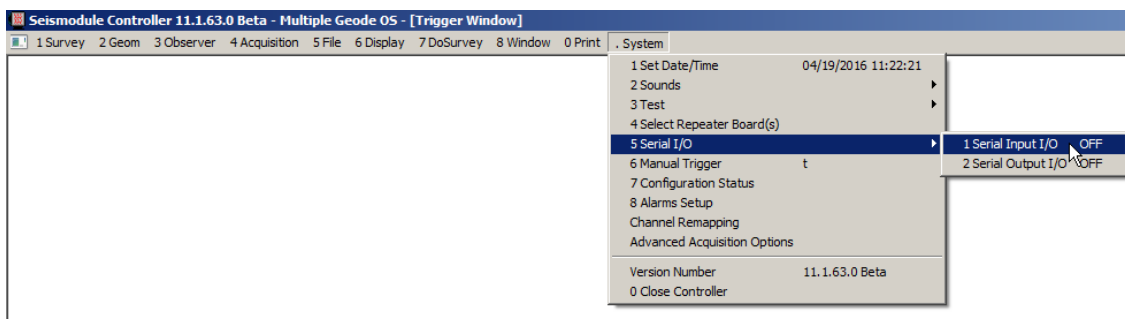 Seismodule Controller 11.1.63.0 Beta - Multiple Geode OS - [Trigger Window]
1 Survey 2 Geom 3 Observer 4 Acquisition 5 File 6 Display 7 DoSurvey 8 Window 0 Print . System
1 Set Date/Time 04/19/2016 11:22:21
2 Sounds
3 Test
4 Select Repeater Board(s)
5 Serial I/O
1 Serial Input I/O OFF
6 Manual Trigger t
2 Serial Output I/O OFF
7 Configuration Status
8 Alarms Setup
Channel Remapping
Advanced Acquisition Options
Version Number 11.1.63.0 Beta
0 Close Controller